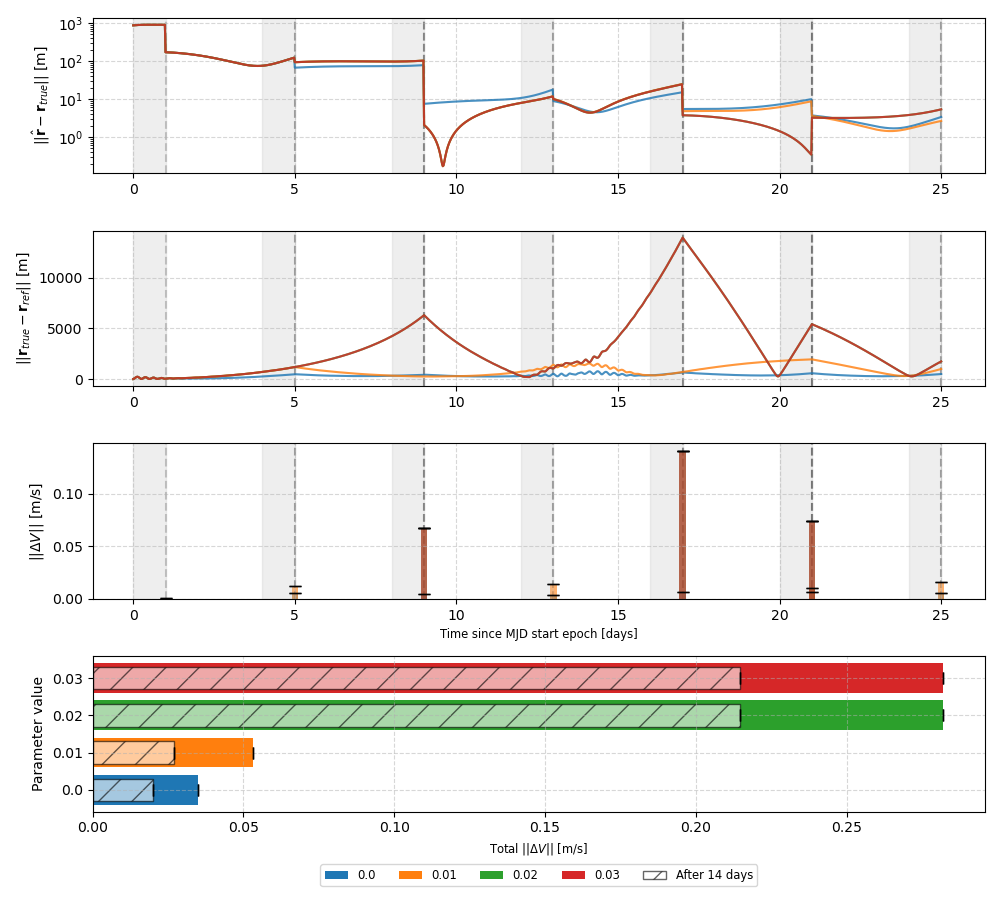 ||r̂ − r_true|| [m]
10³
10²
10¹
10⁰
0 5 10 15 20 25
||r_true − r_ref|| [m]
10000
5000
0
0 5 10 15 20 25
||ΔV|| [m/s]
0.10
0.05
0.00
0 5 10 15 20 25
Time since MJD start epoch [days]
Parameter value
0.03
0.02
0.01
0.0
0.00 0.05 0.10 0.15 0.20 0.25
Total ||ΔV|| [m/s]
0.0 0.01 0.02 0.03 After 14 days